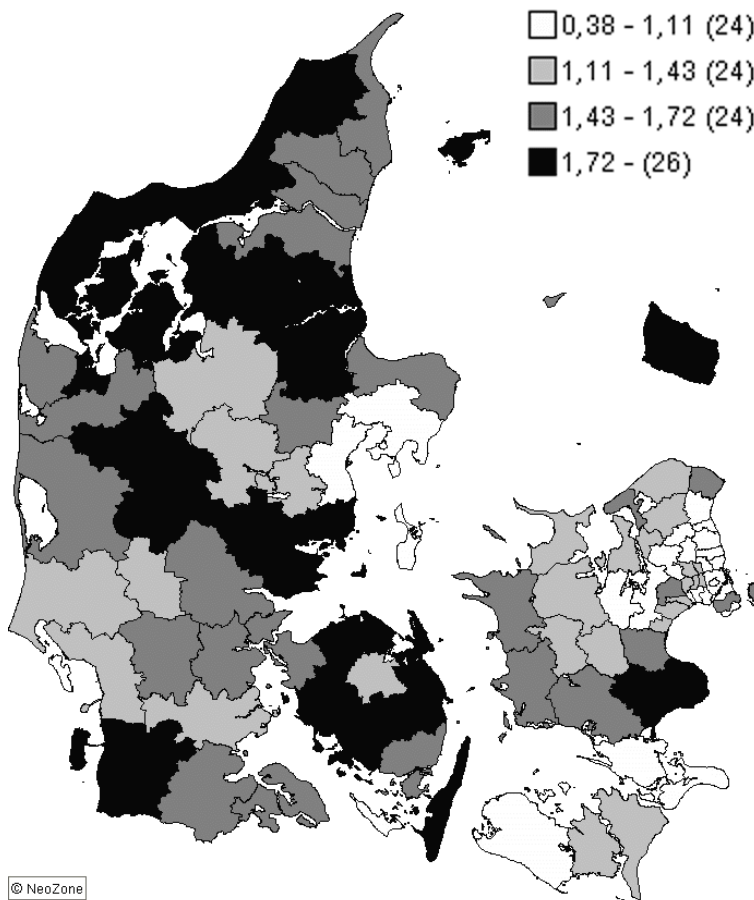 0,38 - 1,11 (24)
1,11 - 1,43 (24)
1,43 - 1,72 (24)
1,72 - (26)
© NeoZone